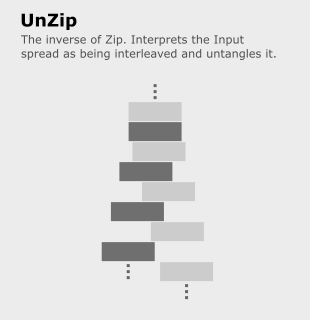 UnZip
The inverse of Zip. Interprets the Input
spread as being interleaved and untangles it.